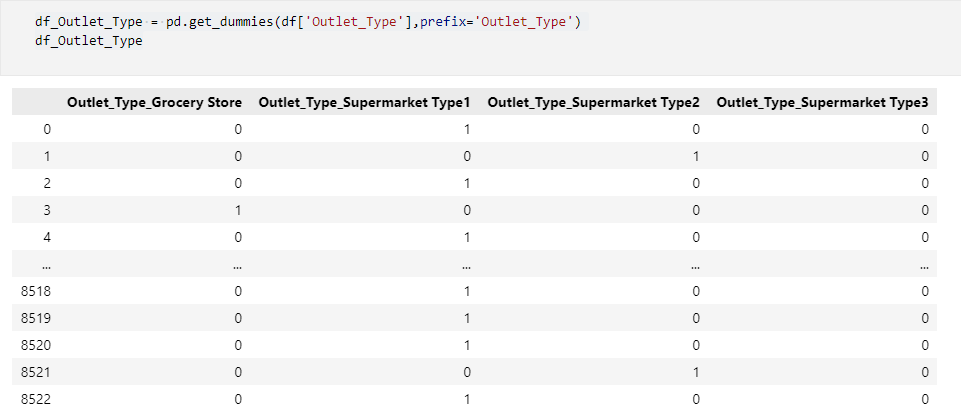 df_Outlet_Type = pd.get_dummies(df['Outlet_Type'],prefix='Outlet_Type')
df_Outlet_Type
Outlet_Type_Grocery Store Outlet_Type_Supermarket Type1 Outlet_Type_Supermarket Type2 Outlet_Type_Supermarket Type3
0 0 1 0 0
1 0 0 1 0
2 0 1 0 0
3 1 0 0 0
4 0 1 0 0
... ... ... ... ...
8518 0 1 0 0
8519 0 1 0 0
8520 0 1 0 0
8521 0 0 1 0
8522 0 1 0 0